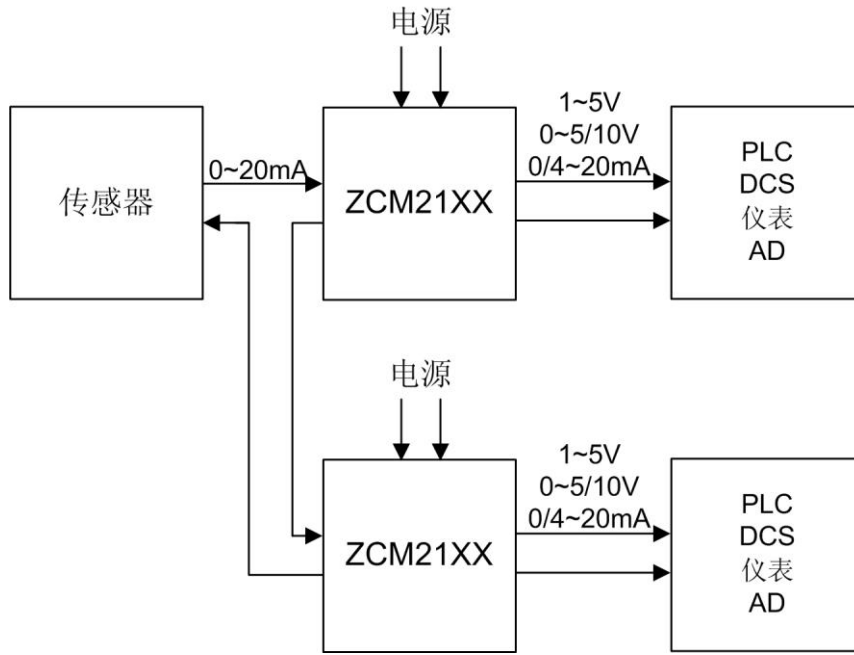 电源
传感器
0~20mA
ZCM21XX
1~5V
0~5/10V
0/4~20mA
PLC
DCS
仪表
AD
电源
ZCM21XX
1~5V
0~5/10V
0/4~20mA
PLC
DCS
仪表
AD